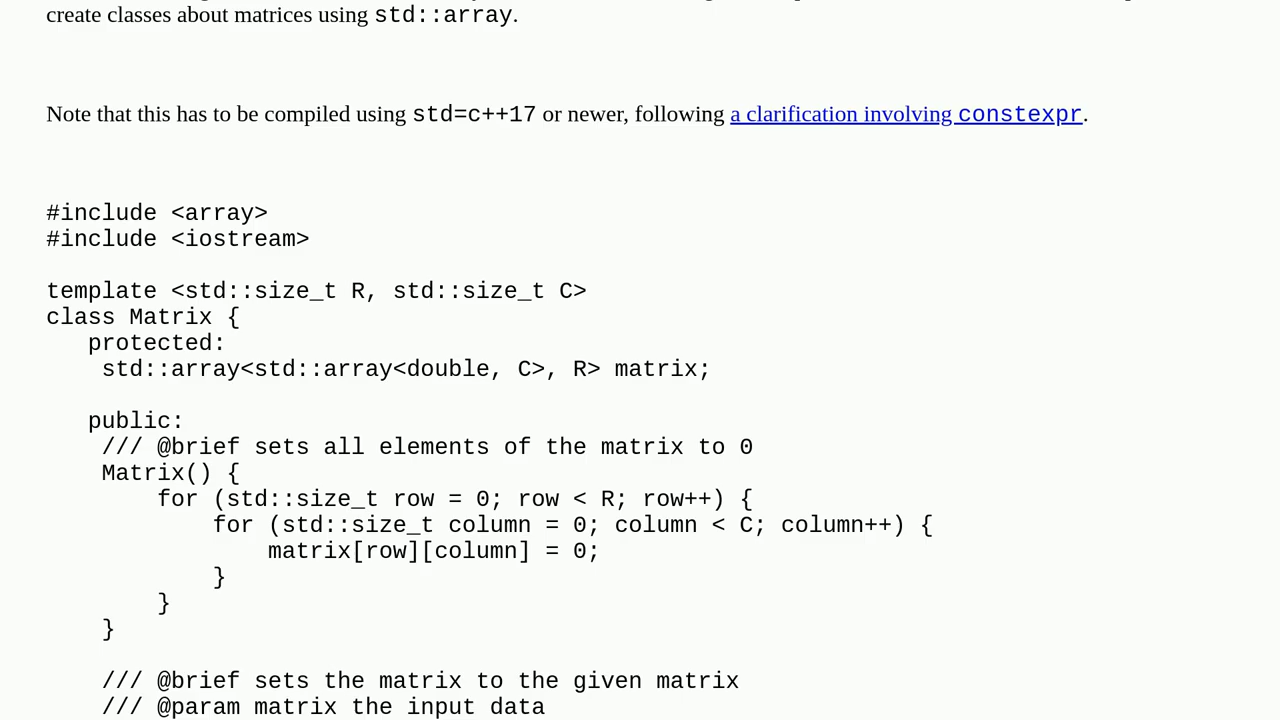 create classes about matrices using std::array.
Note that this has to be compiled using std=c++17 or newer, following a clarification involving constexpr.
#include <array>
#include <iostream>
template <std::size_t R, std::size_t C>
class Matrix {
   protected:
    std::array<std::array<double, C>, R> matrix;
   public:
    /// @brief sets all elements of the matrix to 0
    Matrix() {
        for (std::size_t row = 0; row < R; row++) {
            for (std::size_t column = 0; column < C; column++) {
                matrix[row][column] = 0;
            }
        }
    }
    /// @brief sets the matrix to the given matrix
    /// @param matrix the input data